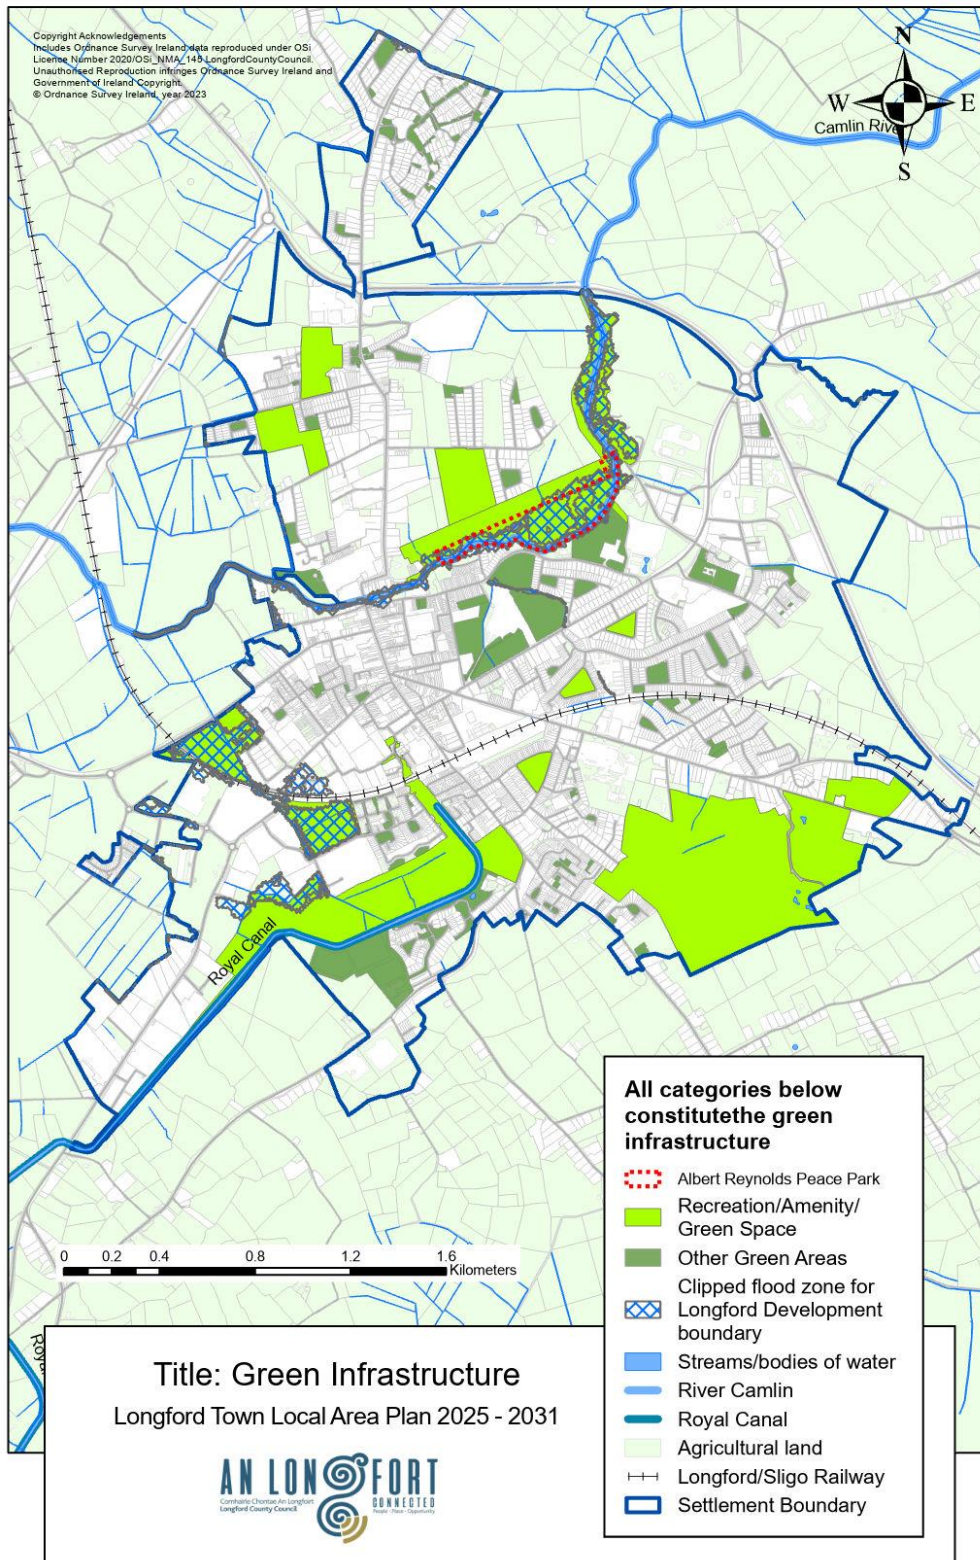 Copyright Acknowledgements
Includes Ordnance Survey Ireland data reproduced under OSi
Licence Number 2020/OSi_NMA_145 LongfordCountyCouncil.
Unauthorised Reproduction infringes Ordnance Survey Ireland and
Government of Ireland Copyright.
© Ordnance Survey Ireland, year 2023
N
W
E
S
Camlin River
Royal Canal
All categories below
constitutethe green
infrastructure
Albert Reynolds Peace Park
Recreation/Amenity/
Green Space
Other Green Areas
Clipped flood zone for
Longford Development
boundary
Streams/bodies of water
River Camlin
Royal Canal
Agricultural land
Longford/Sligo Railway
Settlement Boundary
0 0.2 0.4 0.8 1.2 1.6
Kilometers
Title: Green Infrastructure
Longford Town Local Area Plan 2025 - 2031
AN LONGFORT
Comhairle Chontae An Longfoirt
Longford County Council
CONNECTED
People - Place - Opportunity